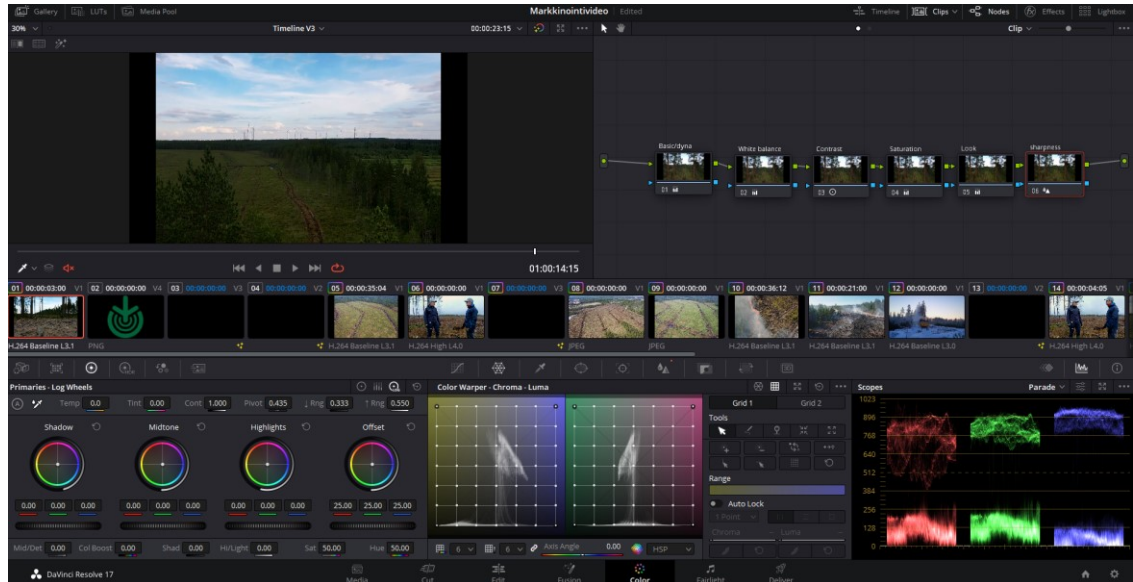 Gallery LUTs Media Pool Markkinointivideo Edited Timeline Clips Nodes Effects Lightbox
30% Timeline V3 00:00:23:15 Clip
Basic/dyna White balance Contrast Saturation Look sharpness
01 02 03 04 05 06
01:00:14:15
01 00:00:03:00 V1 02 00:00:00:00 V4 03 00:00:00:00 V3 04 00:00:00:00 V2 05 00:00:35:04 V1 06 00:00:00:00 V1 07 00:00:00:00 V3 08 00:00:00:00 V1 09 00:00:00:00 V1 10 00:00:36:12 V1 11 00:00:21:00 V1 12 00:00:00:00 V1 13 00:00:00:00 V2 14 00:00:04:05 V1
H.264 Baseline L3.1 PNG H.264 Baseline L3.1 H.264 High L4.0 JPEG JPEG H.264 Baseline L3.1 H.264 Baseline L3.1 H.264 Baseline L3.0 H.264 High L4.0
Primaries - Log Wheels Color Warper - Chroma - Luma Scopes Parade
Temp 0.0 Tint 0.00 Cont 1.000 Pivot 0.435 ↓ Rng 0.333 ↑ Rng 0.550 Grid 1 Grid 2 1023
Shadow Midtone Highlights Offset Tools 896
768
640
512
Range
384
0.00 0.00 0.00 0.00 0.00 0.00 0.00 0.00 0.00 25.00 25.00 25.00 Auto Lock 256
1 Point
128
Chroma Luma
Mid/Det 0.00 Col Boost 0.00 Shad 0.00 Hi/Light 0.00 Sat 50.00 Hue 50.00 6 6 Axis Angle 0.00 HSP 0
DaVinci Resolve 17 Media Cut Edit Fusion Color Fairlight Deliver